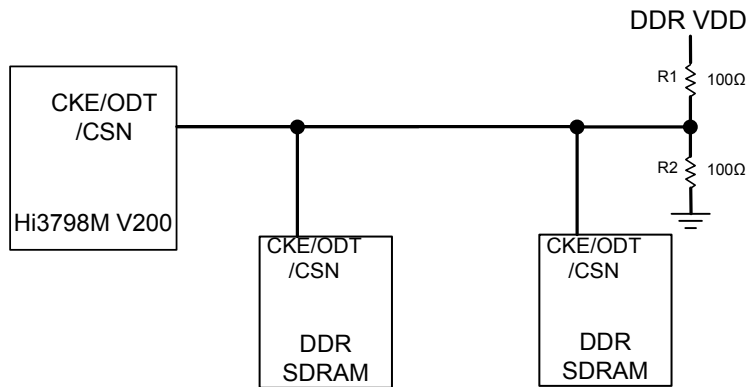 DDR VDD
R1
100Ω
CKE/ODT
/CSN
R2
100Ω
Hi3798M V200
CKE/ODT
/CSN
DDR
SDRAM
CKE/ODT
/CSN
DDR
SDRAM